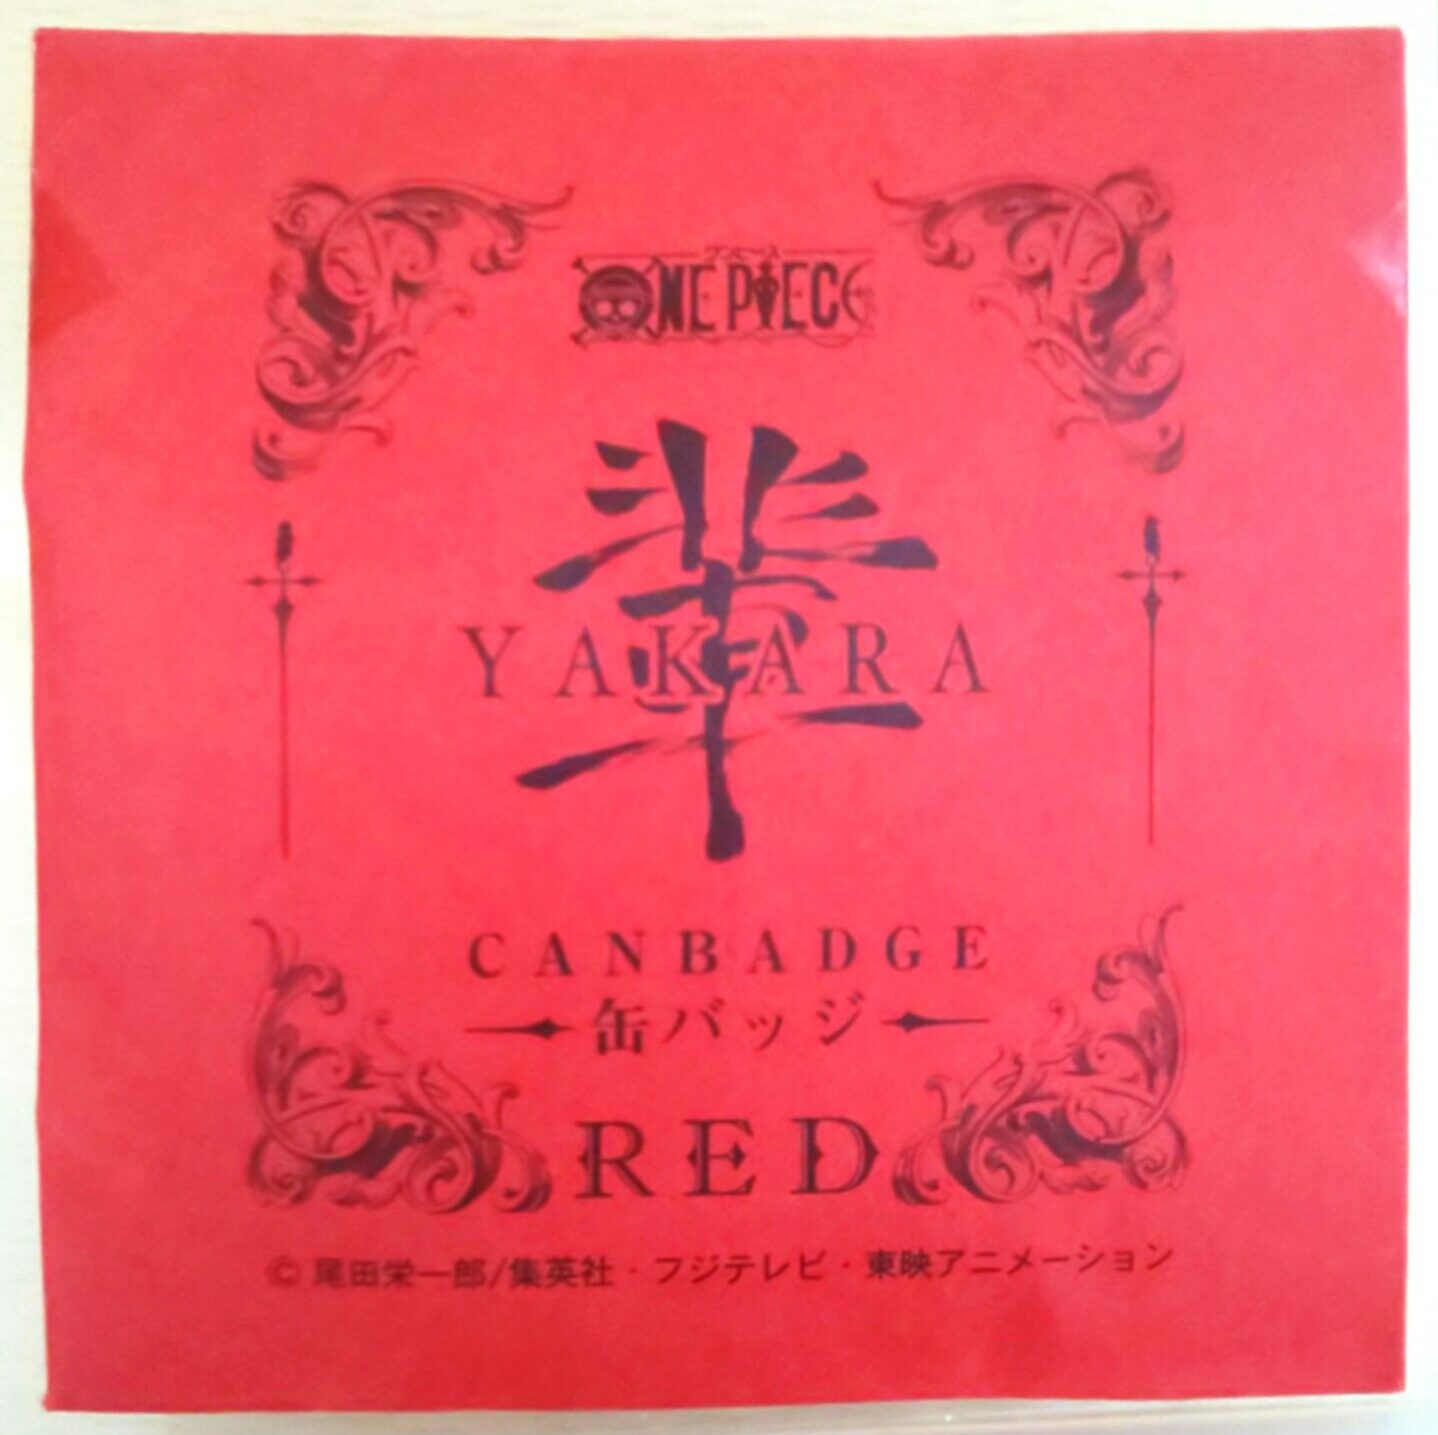 ワンピース
ONE PIECE
輩
YAKARA
CANBADGE
缶バッジ
RED
© 尾田栄一郎/集英社・フジテレビ・東映アニメーション